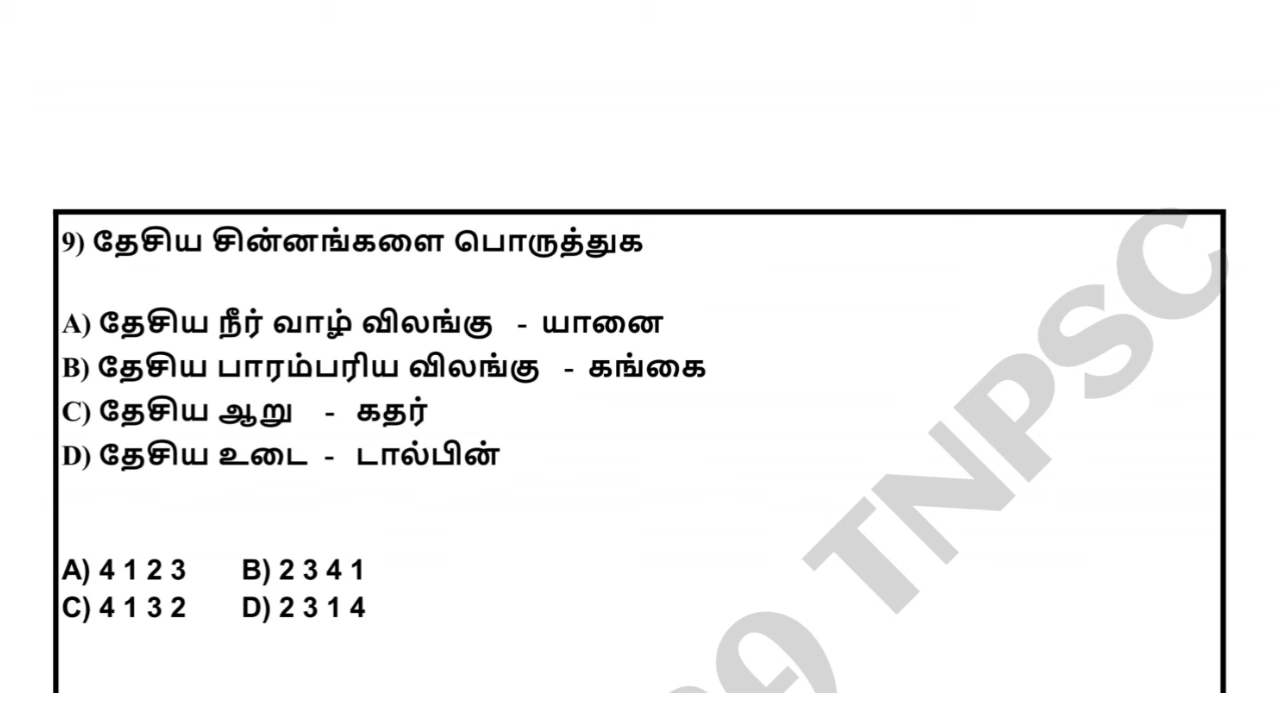 9) தேசிய சின்னங்களை பொருத்துக
A) தேசிய நீர் வாழ் விலங்கு - யானை
B) தேசிய பாரம்பரிய விலங்கு - கங்கை
C) தேசிய ஆறு - கதர்
D) தேசிய உடை - டால்பின்
A) 4 1 2 3 B) 2 3 4 1
C) 4 1 3 2 D) 2 3 1 4
TNPSC